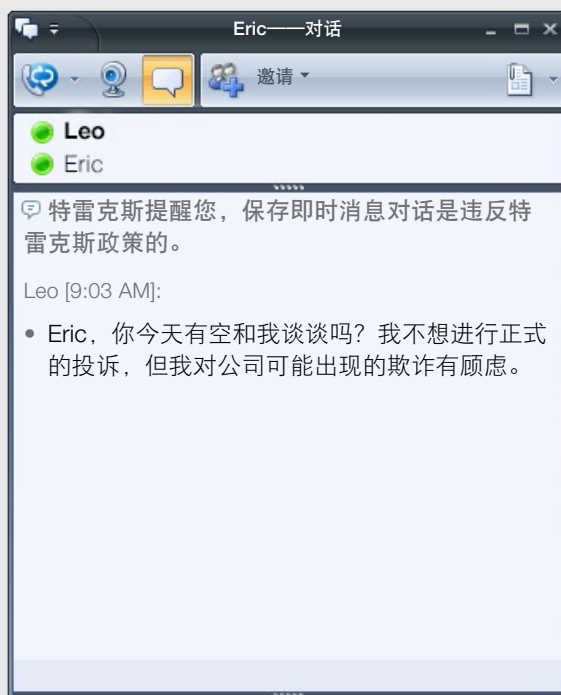 Eric——对话
邀请
Leo
Eric
特雷克斯提醒您，保存即时消息对话是违反特
雷克斯政策的。
Leo [9:03 AM]:
• Eric，你今天有空和我谈谈吗？我不想进行正式
的投诉，但我对公司可能出现的欺诈有顾虑。